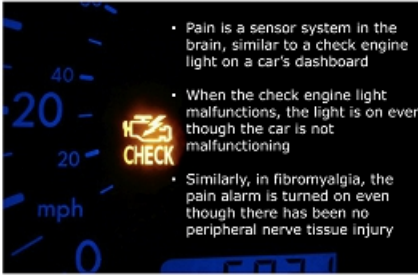 40
20
20
mph
0
CHECK
• Pain is a sensor system in the
brain, similar to a check engine
light on a car's dashboard
• When the check engine light
malfunctions, the light is on even
though the car is not
malfunctioning
• Similarly, in fibromyalgia, the
pain alarm is turned on even
though there has been no
peripheral nerve tissue injury